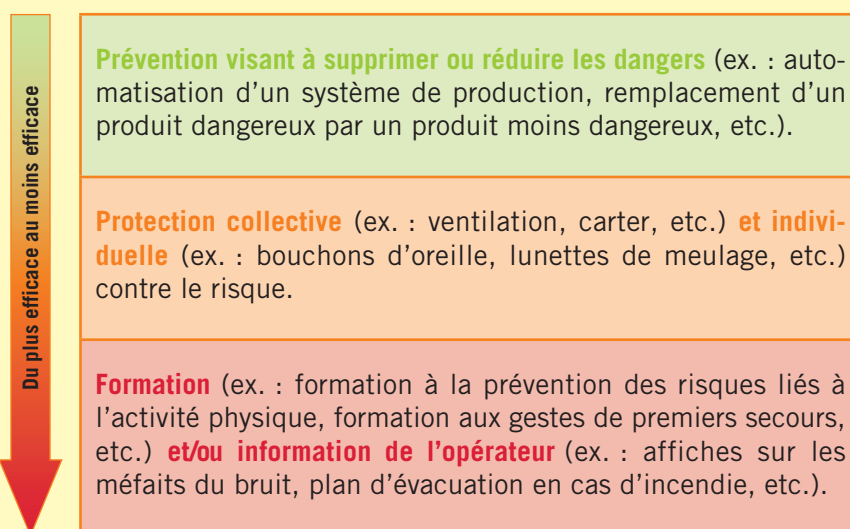 Du plus efficace au moins efficace
Prévention visant à supprimer ou réduire les dangers (ex. : auto-
matisation d’un système de production, remplacement d’un
produit dangereux par un produit moins dangereux, etc.).
Protection collective (ex. : ventilation, carter, etc.) et indivi-
duelle (ex. : bouchons d’oreille, lunettes de meulage, etc.)
contre le risque.
Formation (ex. : formation à la prévention des risques liés à
l’activité physique, formation aux gestes de premiers secours,
etc.) et/ou information de l’opérateur (ex. : affiches sur les
méfaits du bruit, plan d’évacuation en cas d’incendie, etc.).